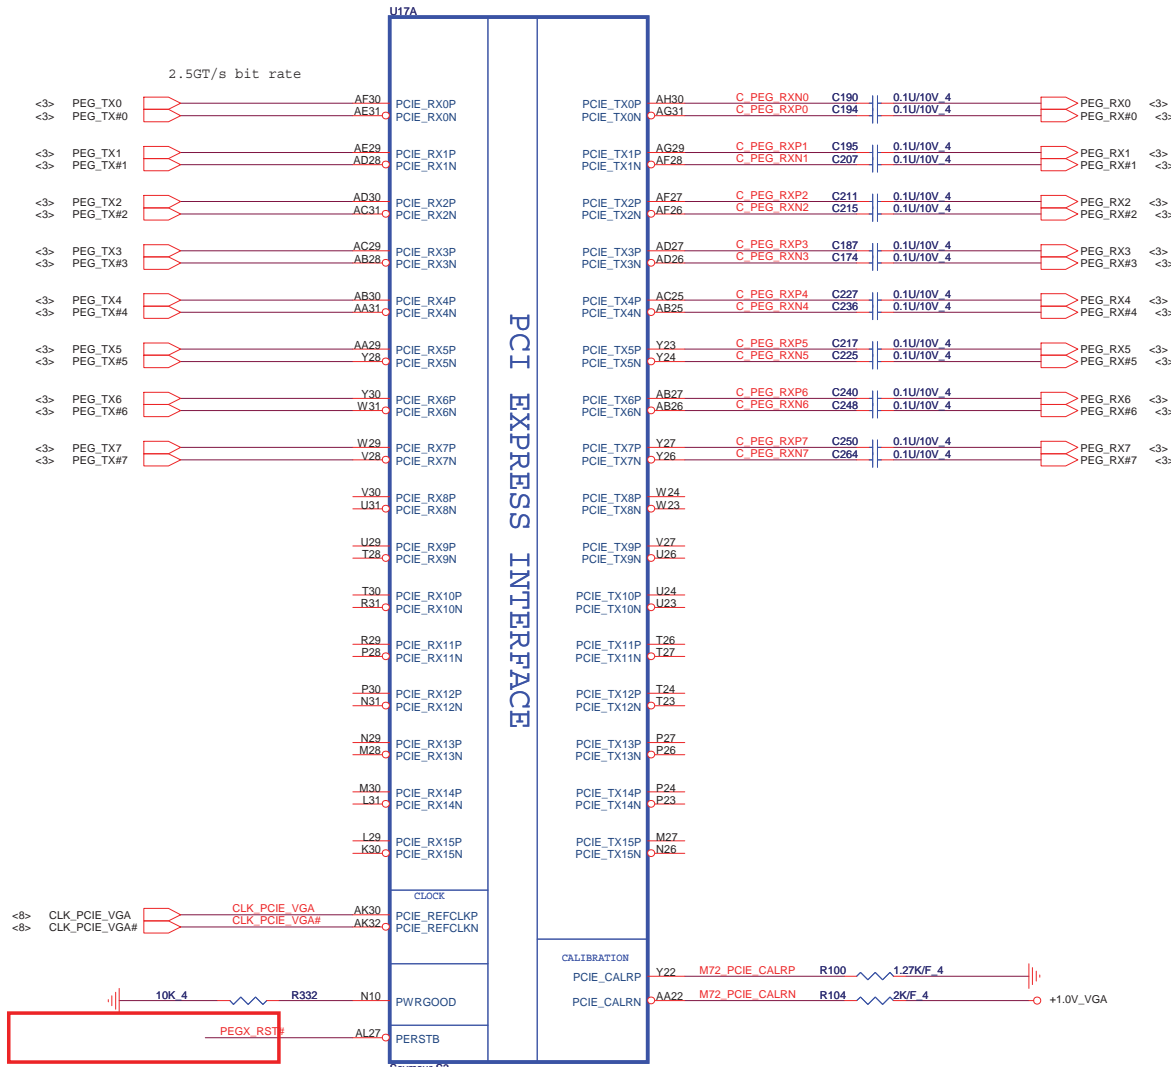 U17A
2.5GT/s bit rate
<3> PEG_TX0 AF30 PCIE_RX0P PCIE_TX0P AH30 C_PEG_RXN0 C190 0.1U/10V_4 PEG_RX0 <3>
<3> PEG_TX#0 AE31 PCIE_RX0N PCIE_TX0N AG31 C_PEG_RXP0 C194 0.1U/10V_4 PEG_RX#0 <3>
<3> PEG_TX1 AE29 PCIE_RX1P PCIE_TX1P AG29 C_PEG_RXP1 C195 0.1U/10V_4 PEG_RX1 <3>
<3> PEG_TX#1 AD28 PCIE_RX1N PCIE_TX1N AF28 C_PEG_RXN1 C207 0.1U/10V_4 PEG_RX#1 <3>
<3> PEG_TX2 AD30 PCIE_RX2P PCIE_TX2P AF27 C_PEG_RXP2 C211 0.1U/10V_4 PEG_RX2 <3>
<3> PEG_TX#2 AC31 PCIE_RX2N PCIE_TX2N AF26 C_PEG_RXN2 C215 0.1U/10V_4 PEG_RX#2 <3>
<3> PEG_TX3 AC29 PCIE_RX3P PCIE_TX3P AD27 C_PEG_RXP3 C187 0.1U/10V_4 PEG_RX3 <3>
<3> PEG_TX#3 AB28 PCIE_RX3N PCIE_TX3N AD26 C_PEG_RXN3 C174 0.1U/10V_4 PEG_RX#3 <3>
<3> PEG_TX4 AB30 PCIE_RX4P PCIE_TX4P AC25 C_PEG_RXP4 C227 0.1U/10V_4 PEG_RX4 <3>
<3> PEG_TX#4 AA31 PCIE_RX4N PCIE_TX4N AB25 C_PEG_RXN4 C236 0.1U/10V_4 PEG_RX#4 <3>
<3> PEG_TX5 AA29 PCIE_RX5P PCIE_TX5P Y23 C_PEG_RXP5 C217 0.1U/10V_4 PEG_RX5 <3>
<3> PEG_TX#5 Y28 PCIE_RX5N PCIE_TX5N Y24 C_PEG_RXN5 C225 0.1U/10V_4 PEG_RX#5 <3>
<3> PEG_TX6 Y30 PCIE_RX6P PCIE_TX6P AB27 C_PEG_RXP6 C240 0.1U/10V_4 PEG_RX6 <3>
<3> PEG_TX#6 W31 PCIE_RX6N PCIE_TX6N AB26 C_PEG_RXN6 C248 0.1U/10V_4 PEG_RX#6 <3>
<3> PEG_TX7 W29 PCIE_RX7P PCIE_TX7P Y27 C_PEG_RXP7 C250 0.1U/10V_4 PEG_RX7 <3>
<3> PEG_TX#7 V28 PCIE_RX7N PCIE_TX7N Y26 C_PEG_RXN7 C264 0.1U/10V_4 PEG_RX#7 <3>
V30 PCIE_RX8P PCIE_TX8P W24
U31 PCIE_RX8N PCIE_TX8N W23
U29 PCIE_RX9P PCIE_TX9P V27
T28 PCIE_RX9N PCIE_TX9N U26
T30 PCIE_RX10P PCIE_TX10P U24
R31 PCIE_RX10N PCIE_TX10N U23
R29 PCIE_RX11P PCIE_TX11P T26
P28 PCIE_RX11N PCIE_TX11N T27
P30 PCIE_RX12P PCIE_TX12P T24
N31 PCIE_RX12N PCIE_TX12N T23
N29 PCIE_RX13P PCIE_TX13P P27
M28 PCIE_RX13N PCIE_TX13N P26
M30 PCIE_RX14P PCIE_TX14P P24
L31 PCIE_RX14N PCIE_TX14N P23
L29 PCIE_RX15P PCIE_TX15P M27
K30 PCIE_RX15N PCIE_TX15N N26
PCI EXPRESS INTERFACE
CLOCK
<8> CLK_PCIE_VGA CLK_PCIE_VGA AK30 PCIE_REFCLKP
<8> CLK_PCIE_VGA# CLK_PCIE_VGA# AK32 PCIE_REFCLKN
CALIBRATION
PCIE_CALRP Y22 M72_PCIE_CALRP R100 1.27K/F_4
10K_4 R332 N10 PWRGOOD PCIE_CALRN AA22 M72_PCIE_CALRN R104 2K/F_4 +1.0V_VGA
PEGX_RST# AL27 PERSTB